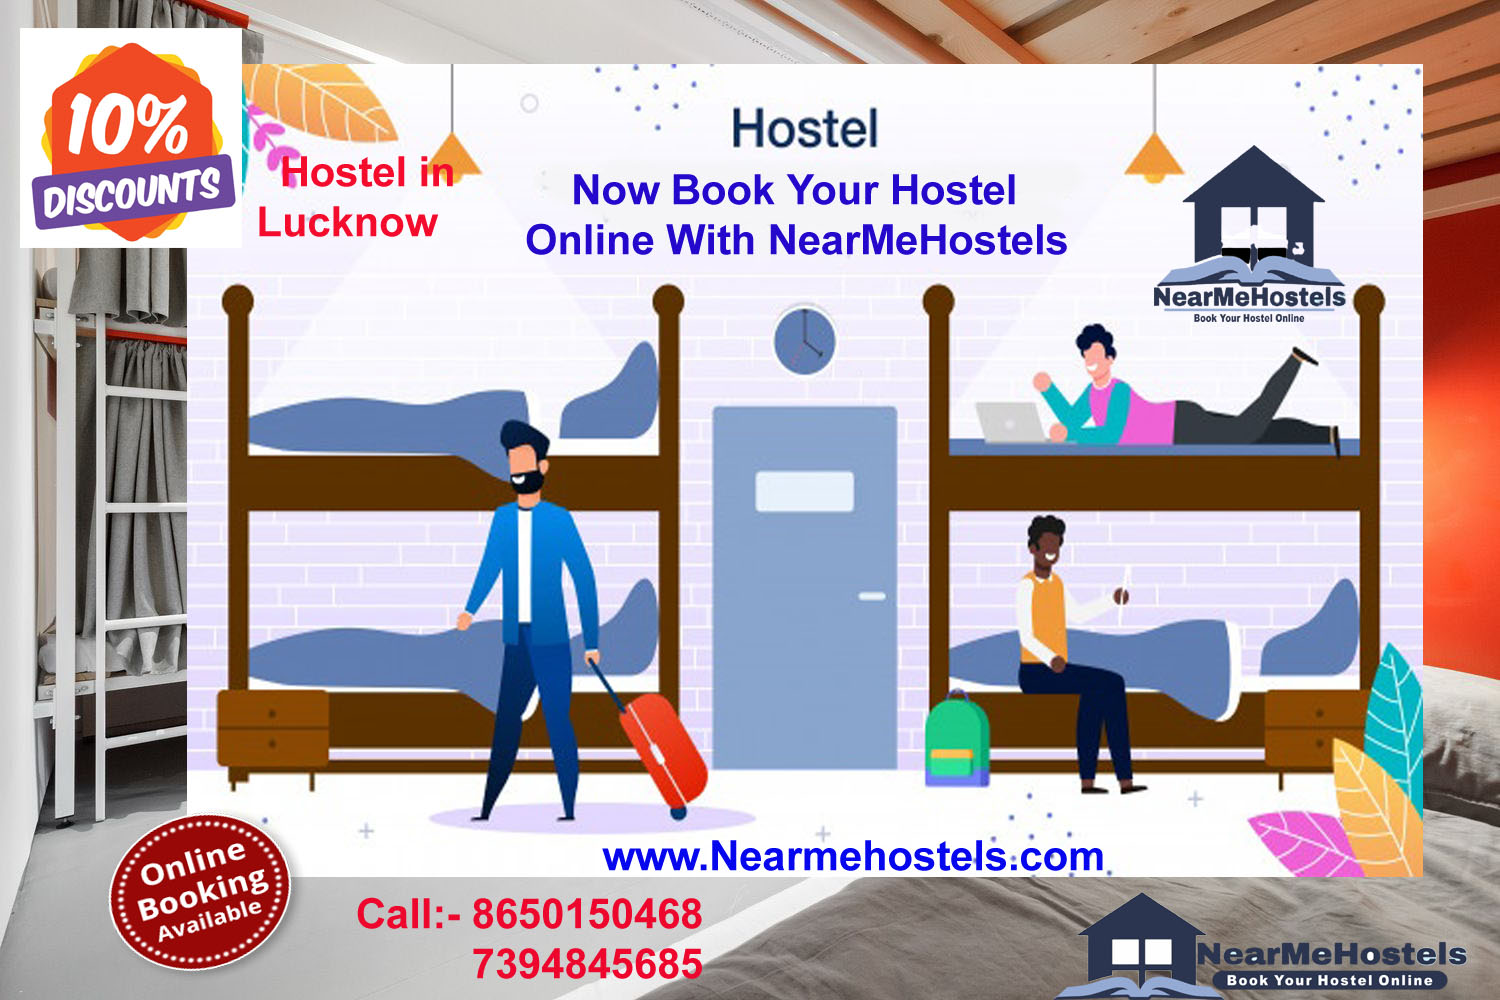 10%
DISCOUNTS
Hostel in
Lucknow
Hostel
Now Book Your Hostel
Online With NearMeHostels
NearMeHostels
Book Your Hostel Online
www.Nearmehostels.com
Online
Booking
Available
Call:- 8650150468
7394845685
NearMeHostels
Book Your Hostel Online